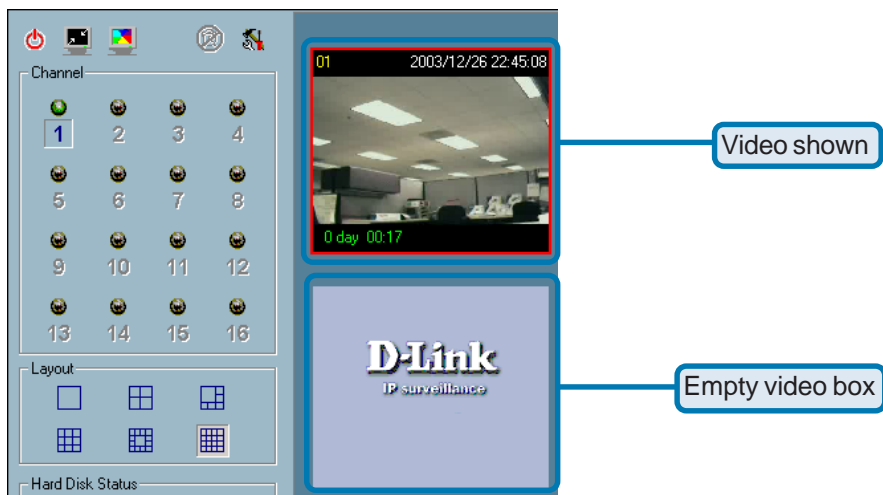 Channel
1 2 3 4
5 6 7 8
9 10 11 12
13 14 15 16
Layout
Hard Disk Status
01 2003/12/26 22:45:08
0 day 00:17
Video shown
D-Link
IP surveillance
Empty video box